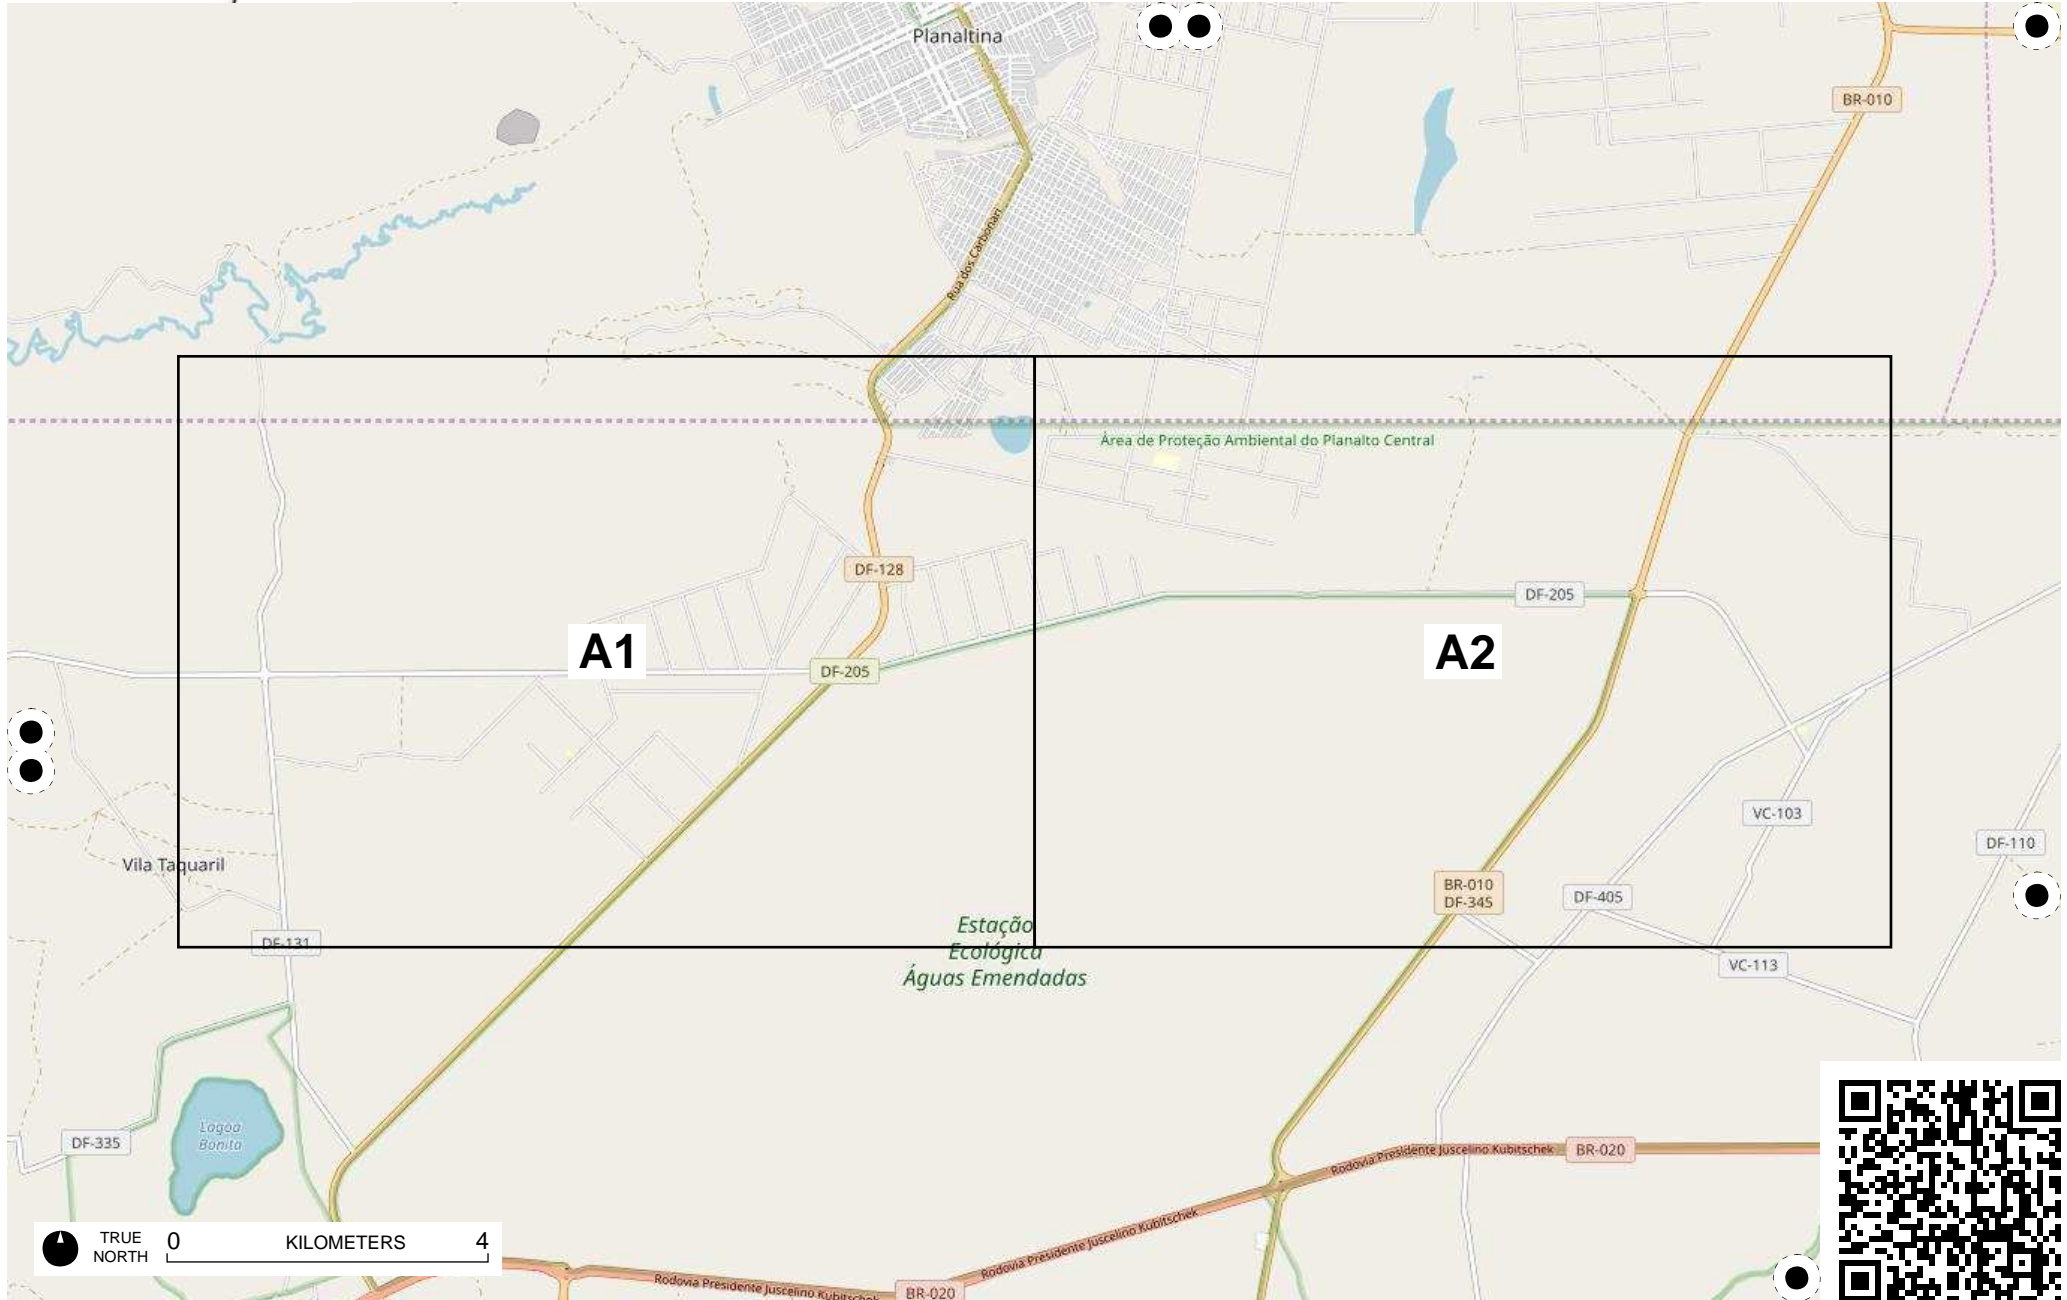 Planaltina
BR-010
Rua dos Carbonari
Área de Proteção Ambiental do Planalto Central
DF-128
DF-205
A1
A2
DF-205
VC-103
DF-110
Vila Taquaril
BR-010
DF-345
DF-405
Estação
Ecológica
Águas Emendadas
DF-131
VC-113
Lagoa
Bonita
DF-335
Rodovia Presidente Juscelino Kubitschek
BR-020
Rodovia Presidente Juscelino Kubitschek
TRUE
NORTH
0 KILOMETERS 4
Rodovia Presidente Juscelino Kubitschek
BR-020